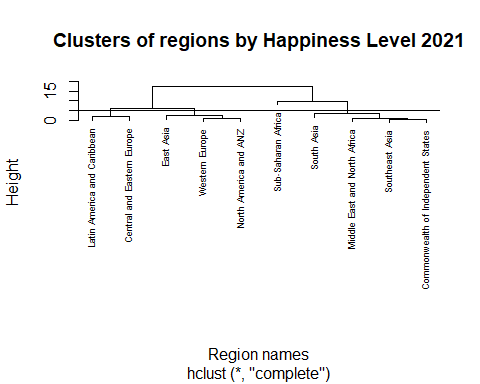 Clusters of regions by Happiness Level 2021
Height
0
15
Latin America and Caribbean
Central and Eastern Europe
East Asia
Western Europe
North America and ANZ
Sub-Saharan Africa
South Asia
Middle East and North Africa
Southeast Asia
Commonwealth of Independent States
Region names
hclust (*, "complete")